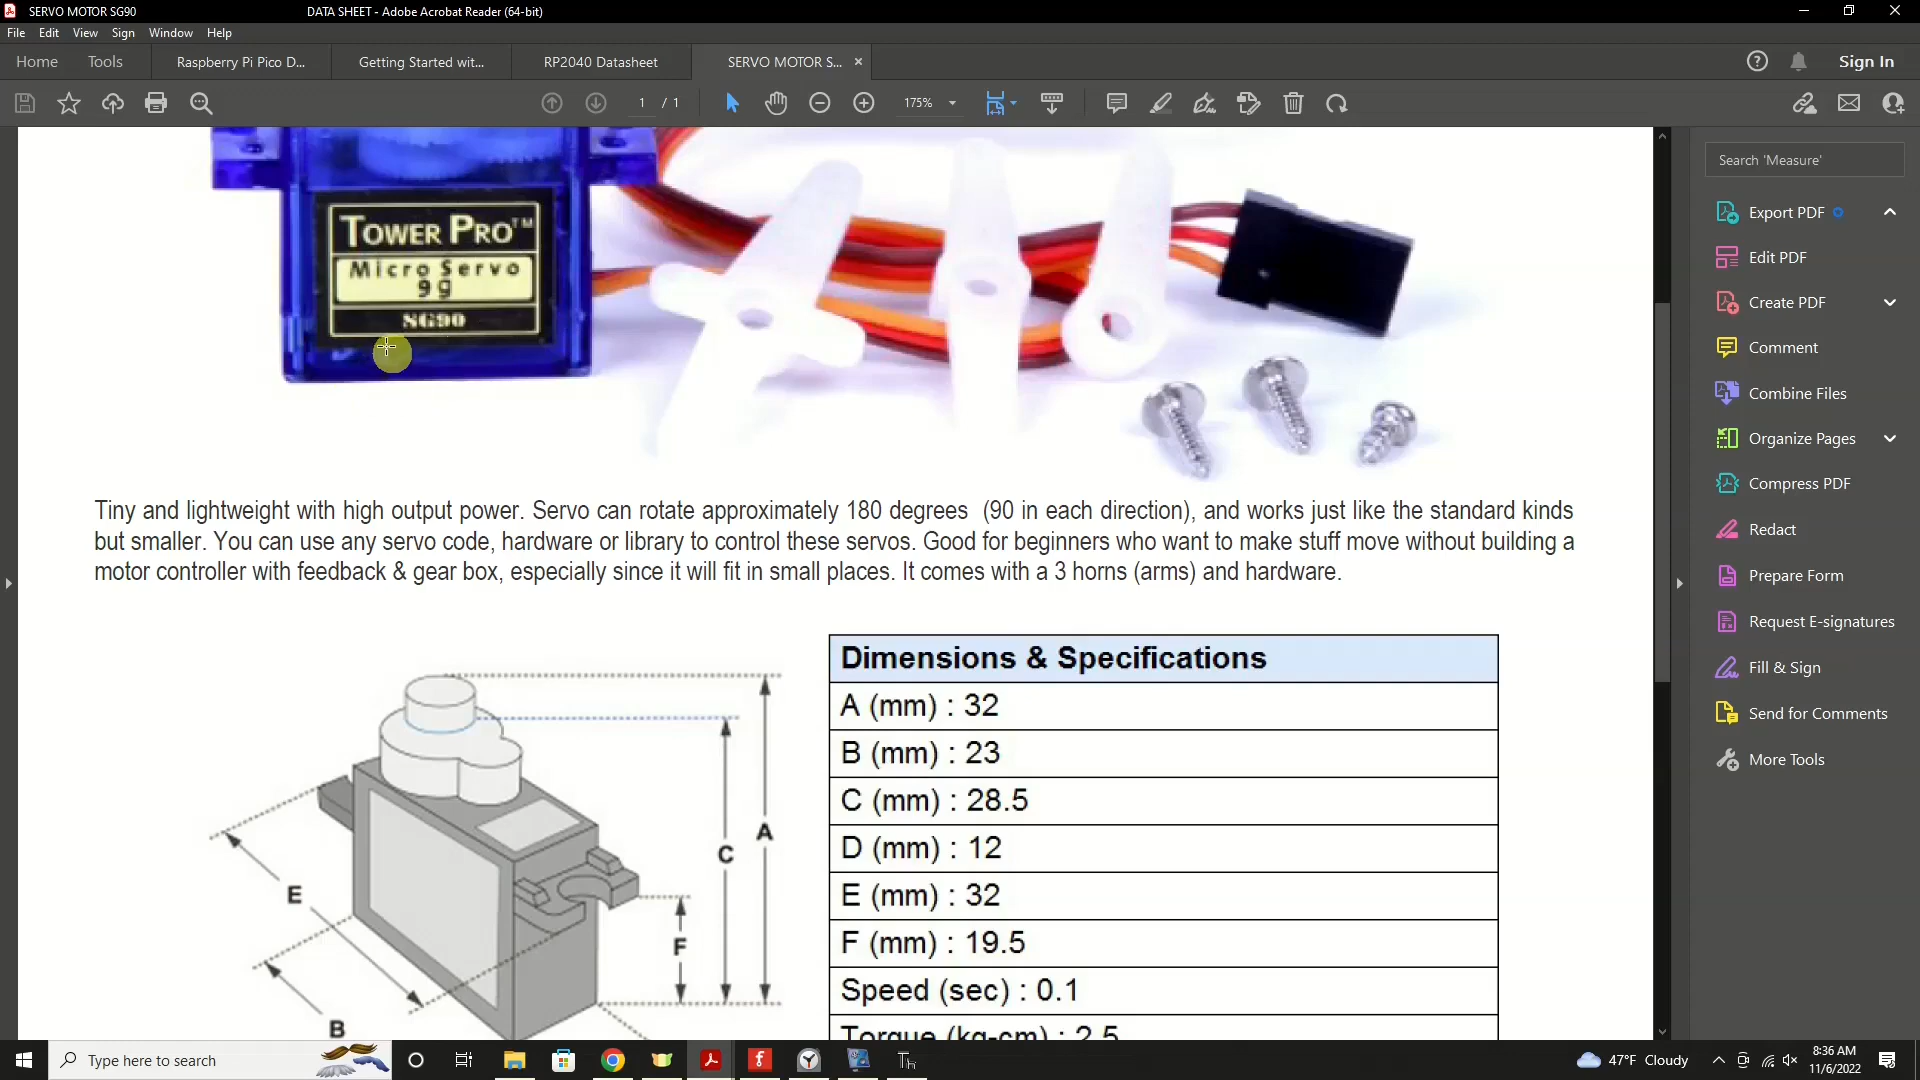 SERVO MOTOR SG90 DATA SHEET - Adobe Acrobat Reader (64-bit)
File Edit View Sign Window Help
Home Tools Raspberry Pi Pico D... Getting Started wit... RP2040 Datasheet SERVO MOTOR S... Sign In
1 / 1 175%
Search 'Measure'
Export PDF
Edit PDF
Create PDF
Comment
Combine Files
Organize Pages
Compress PDF
Redact
Prepare Form
Request E-signatures
Fill & Sign
Send for Comments
More Tools
TOWER PRO™
Micro Servo
9g
SG90
Tiny and lightweight with high output power. Servo can rotate approximately 180 degrees (90 in each direction), and works just like the standard kinds
but smaller. You can use any servo code, hardware or library to control these servos. Good for beginners who want to make stuff move without building a
motor controller with feedback & gear box, especially since it will fit in small places. It comes with a 3 horns (arms) and hardware.
A
C
E
F
B
Dimensions & Specifications
A (mm) : 32
B (mm) : 23
C (mm) : 28.5
D (mm) : 12
E (mm) : 32
F (mm) : 19.5
Speed (sec) : 0.1
Torque (kg-cm) : 2.5
Type here to search
47°F Cloudy
8:36 AM
11/6/2022